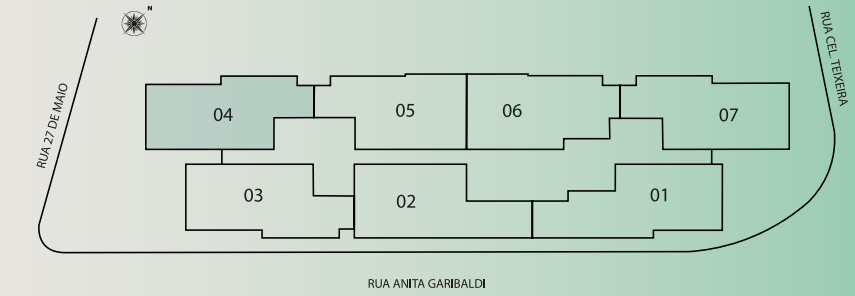 N
RUA 27 DE MAIO
RUA CEL. TEIXEIRA
04
05
06
07
03
02
01
RUA ANITA GARIBALDI